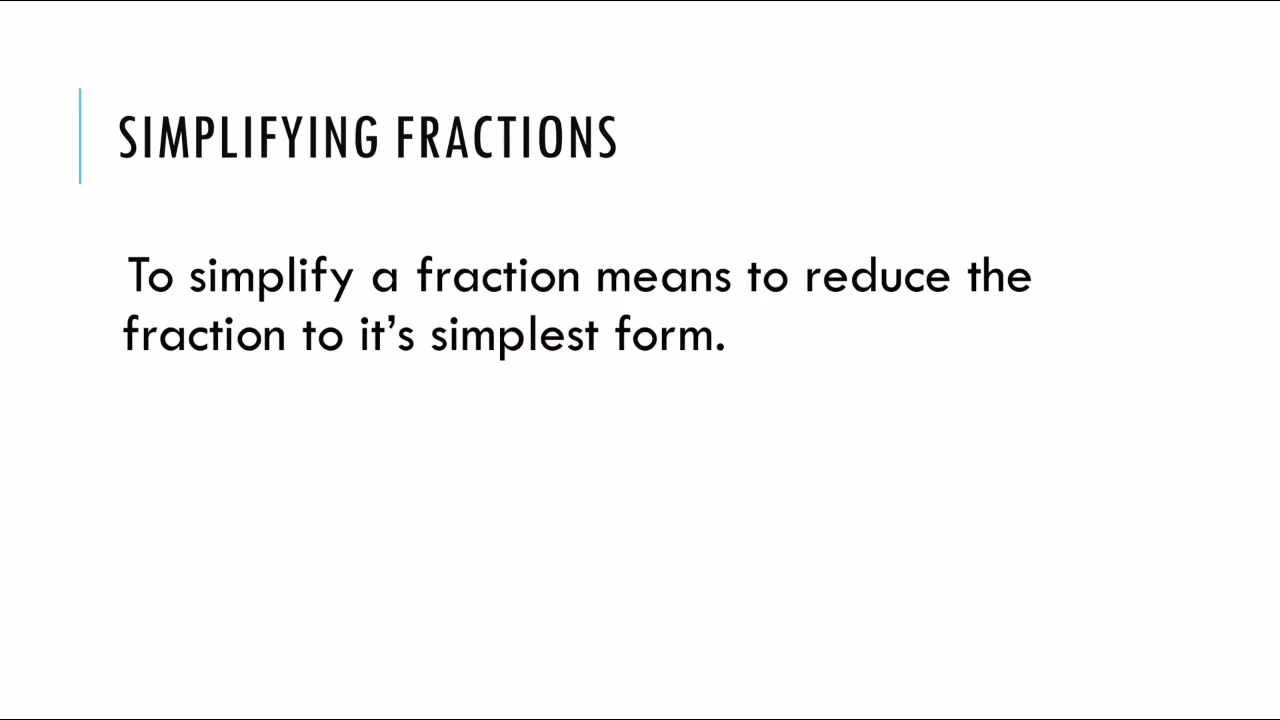 SIMPLIFYING FRACTIONS
To simplify a fraction means to reduce the
fraction to it’s simplest form.